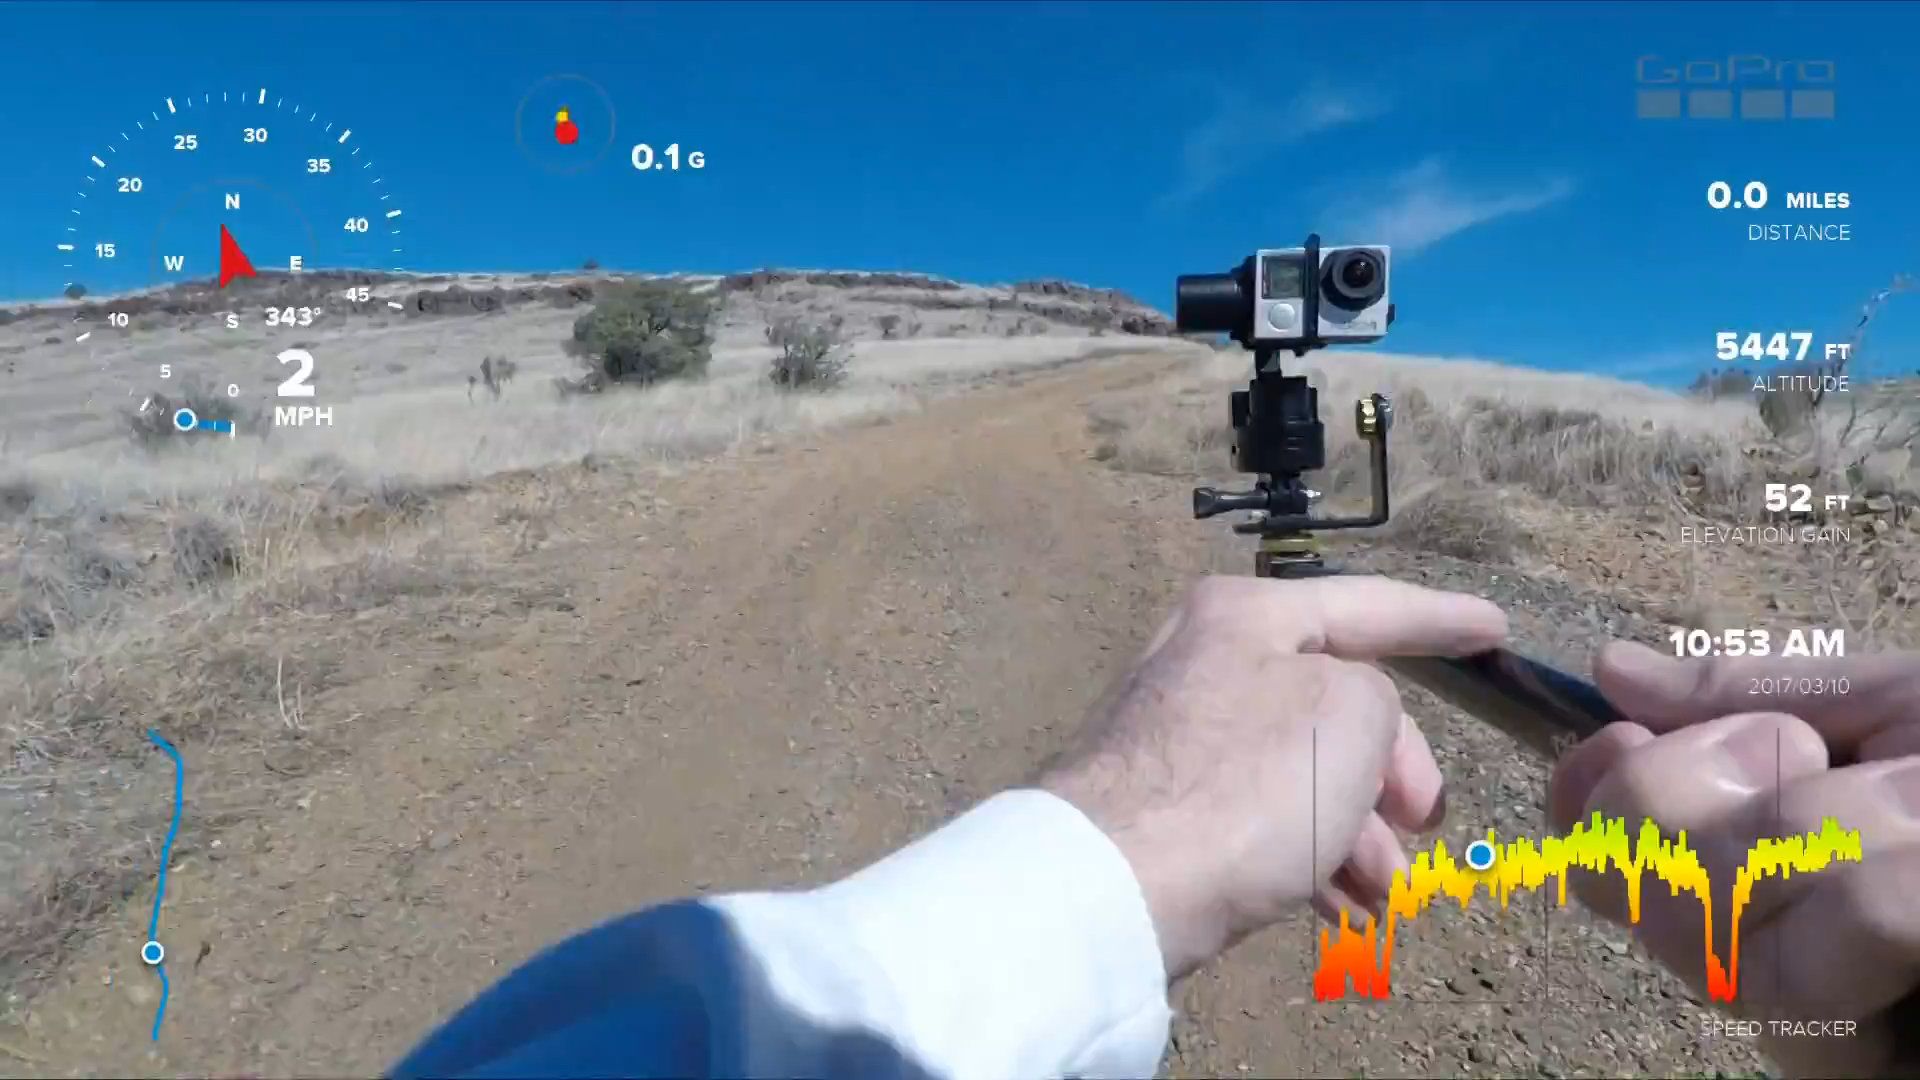 GoPro
25
30
35
20
40
15
45
10
5
0
N
W
E
S
343°
2
MPH
0.1 G
0.0 MILES
DISTANCE
5447 FT
ALTITUDE
52 FT
ELEVATION GAIN
10:53 AM
2017/03/10
SPEED TRACKER